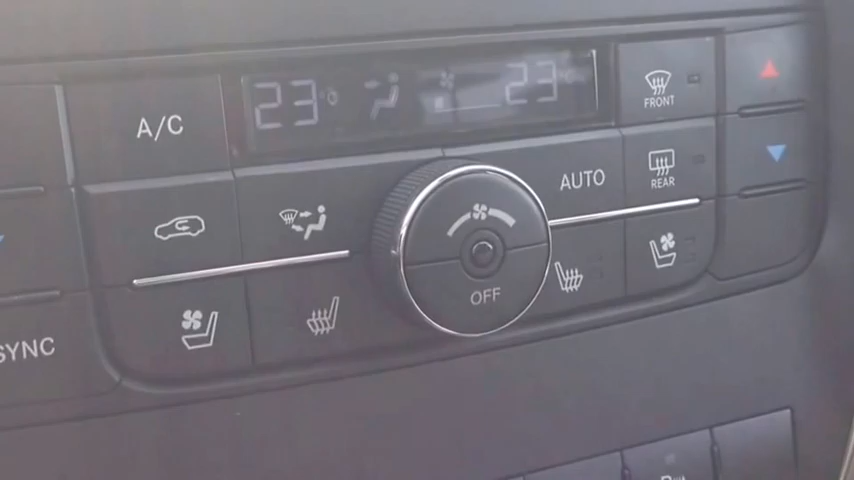 23°C 23°C
A/C
FRONT
AUTO
REAR
OFF
SYNC